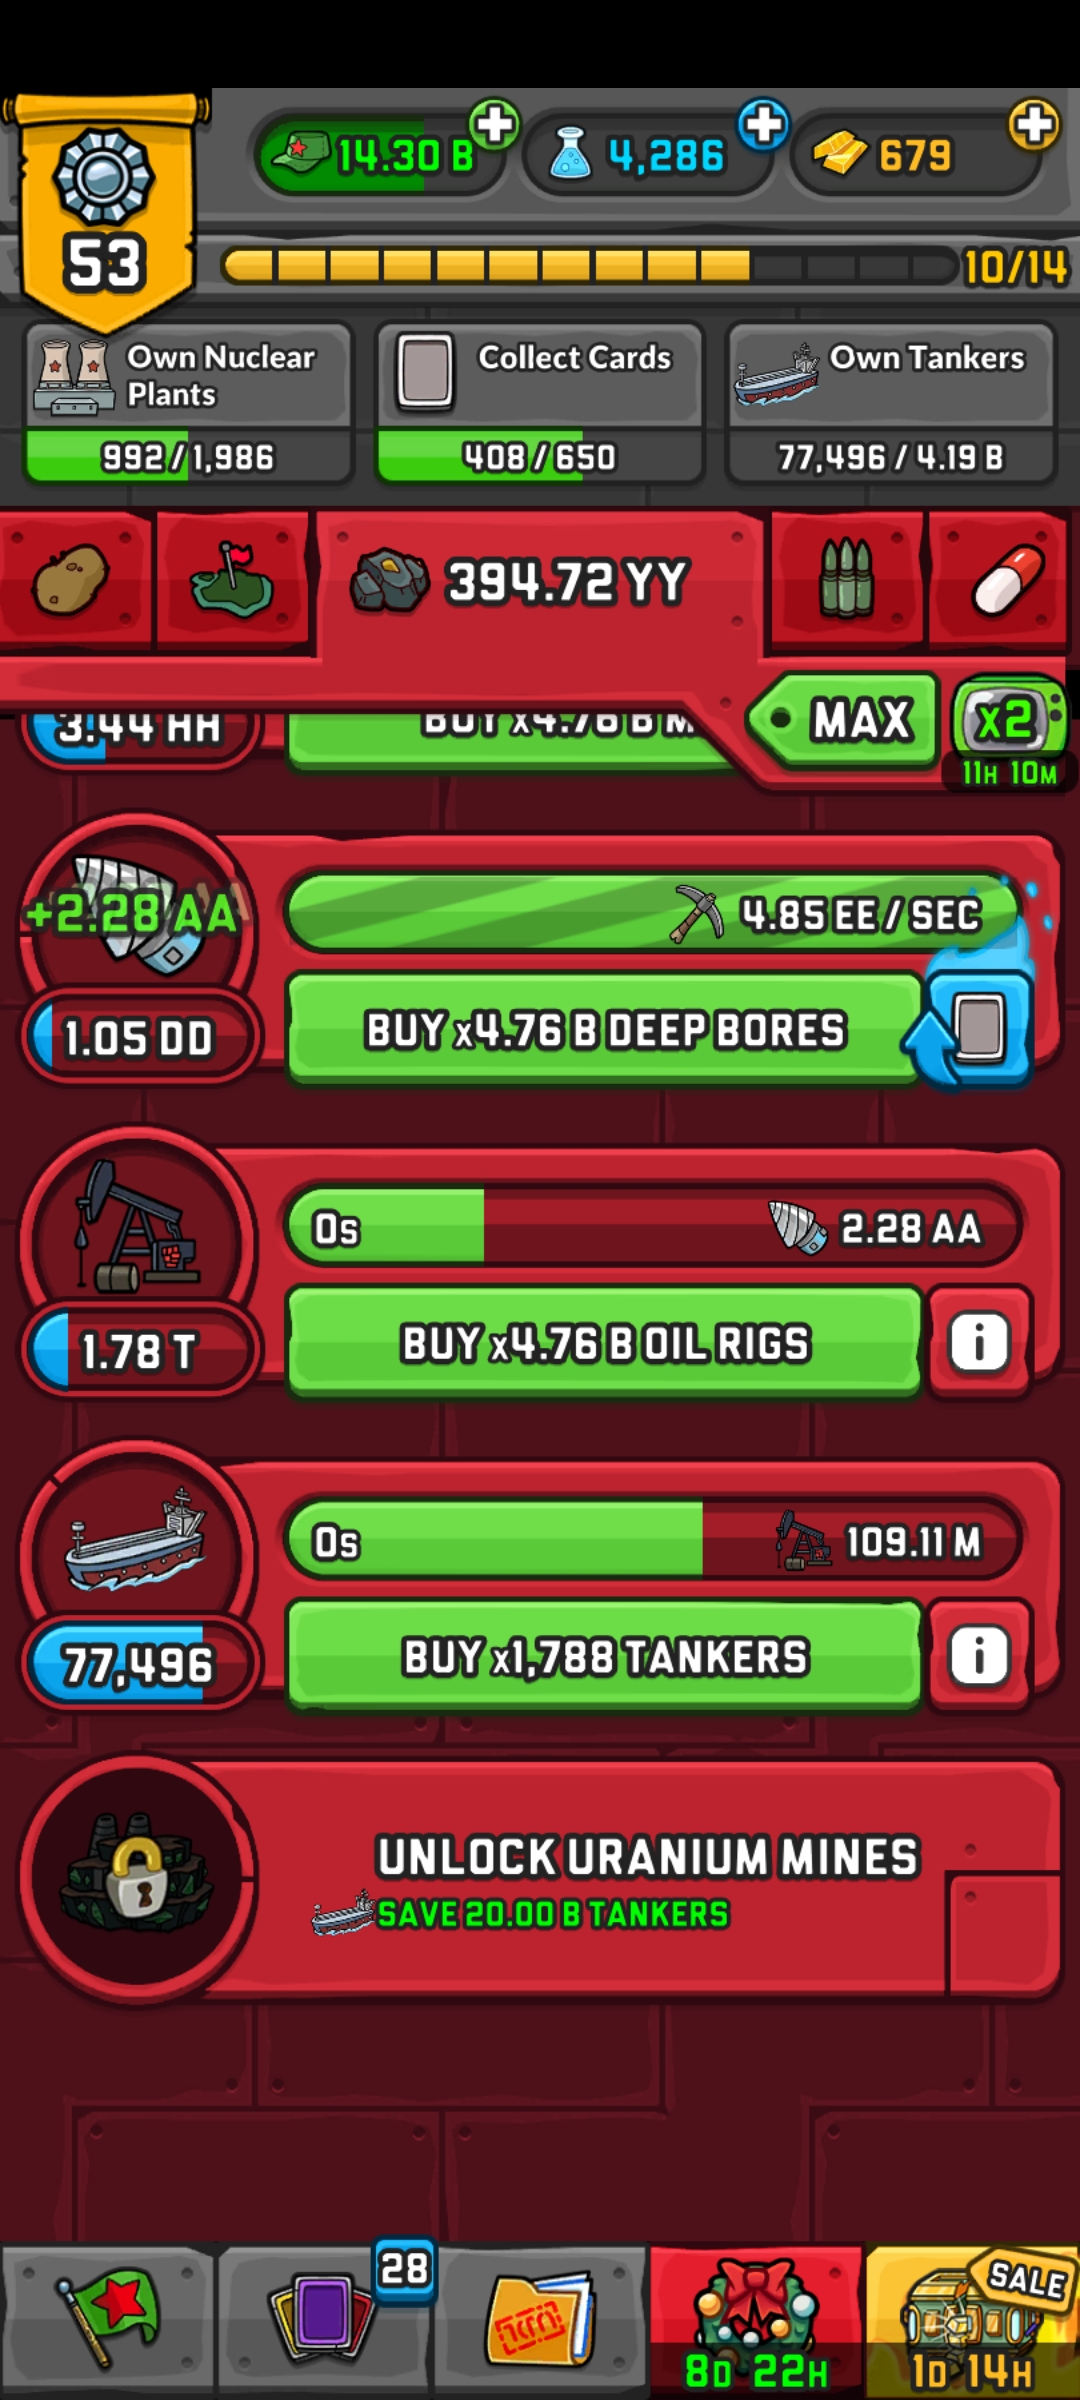 14.30 B
4,286
679
53
10/14
Own Nuclear
Plants
Collect Cards
Own Tankers
992/1,986
408/650
77,496/4.19 B
394.72 YY
MAX
x2
11H 10M
3.44 HH
BUY x4.76 B M
+2.28 AA
4.85 EE/SEC
1.05 DD
BUY x4.76 B DEEP BORES
0s
2.28 AA
1.78 T
BUY x4.76 B OIL RIGS
i
0s
109.11 M
77,496
BUY x1,788 TANKERS
i
UNLOCK URANIUM MINES
SAVE 20.00 B TANKERS
28
SALE
8D 22H
1D 14H